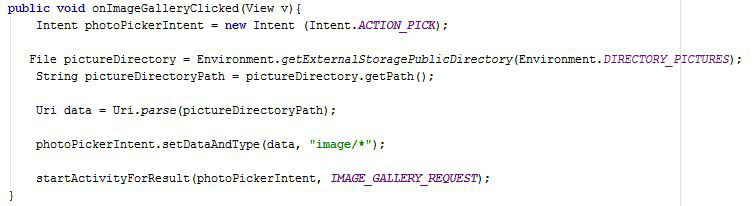 public void onImageGalleryClicked(View v){
Intent photoPickerIntent = new Intent (Intent.ACTION_PICK);
File pictureDirectory = Environment.getExternalStoragePublicDirectory(Environment.DIRECTORY_PICTURES);
String pictureDirectoryPath = pictureDirectory.getPath();
Uri data = Uri.parse(pictureDirectoryPath);
photoPickerIntent.setDataAndType(data, "image/*");
startActivityForResult(photoPickerIntent, IMAGE_GALLERY_REQUEST);
}